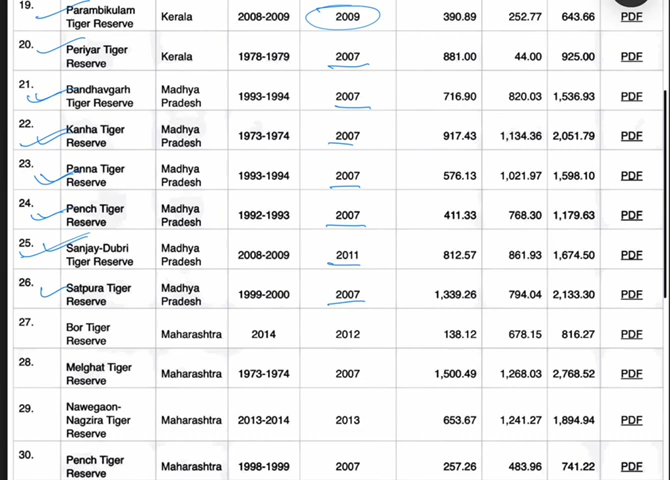 19. Parambikulam Tiger Reserve Kerala 2008-2009 2009 390.89 252.77 643.66 PDF
20. Periyar Tiger Reserve Kerala 1978-1979 2007 881.00 44.00 925.00 PDF
21. Bandhavgarh Tiger Reserve Madhya Pradesh 1993-1994 2007 716.90 820.03 1,536.93 PDF
22. Kanha Tiger Reserve Madhya Pradesh 1973-1974 2007 917.43 1,134.36 2,051.79 PDF
23. Panna Tiger Reserve Madhya Pradesh 1993-1994 2007 576.13 1,021.97 1,598.10 PDF
24. Pench Tiger Reserve Madhya Pradesh 1992-1993 2007 411.33 768.30 1,179.63 PDF
25. Sanjay-Dubri Tiger Reserve Madhya Pradesh 2008-2009 2011 812.57 861.93 1,674.50 PDF
26. Satpura Tiger Reserve Madhya Pradesh 1999-2000 2007 1,339.26 794.04 2,133.30 PDF
27. Bor Tiger Reserve Maharashtra 2014 2012 138.12 678.15 816.27 PDF
28. Melghat Tiger Reserve Maharashtra 1973-1974 2007 1,500.49 1,268.03 2,768.52 PDF
29. Nawegaon-Nagzira Tiger Reserve Maharashtra 2013-2014 2013 653.67 1,241.27 1,894.94 PDF
30. Pench Tiger Reserve Maharashtra 1998-1999 2007 257.26 483.96 741.22 PDF